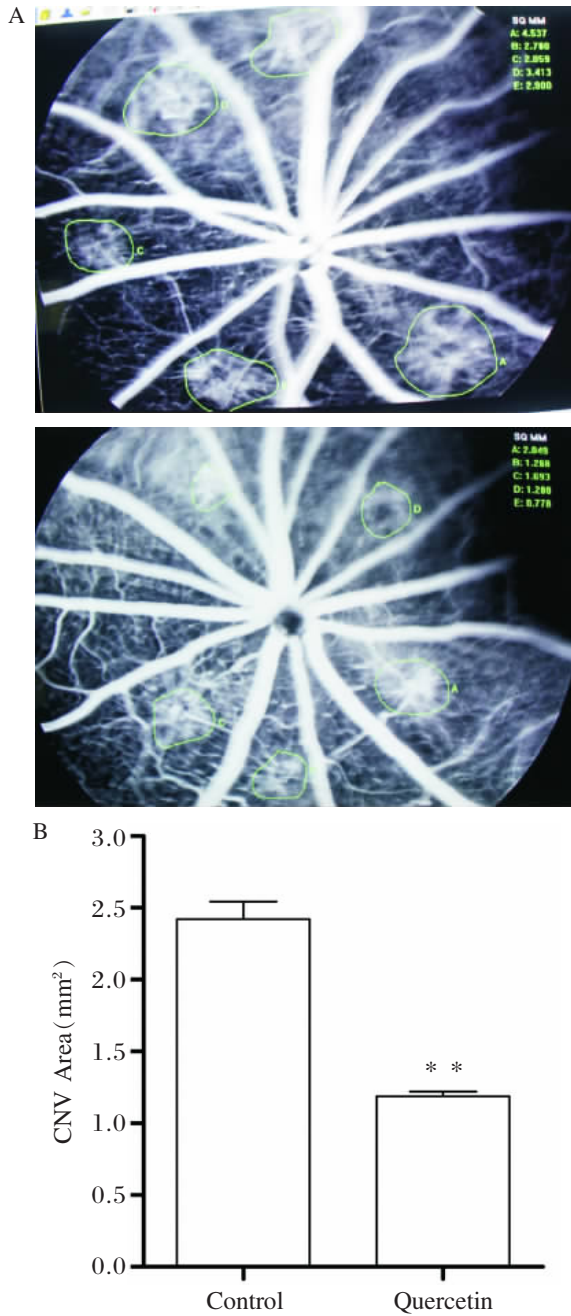 A
SQ MM
A: 4.537
B: 2.780
C: 2.059
D: 3.413
E: 2.900
D
C
A
SQ MM
A: 2.049
B: 1.268
C: 1.693
D: 1.280
E: 0.778
D
A
C
B
3.0
2.5
2.0
1.5
1.0
0.5
0.0
CNV Area(mm²)
* *
Control
Quercetin